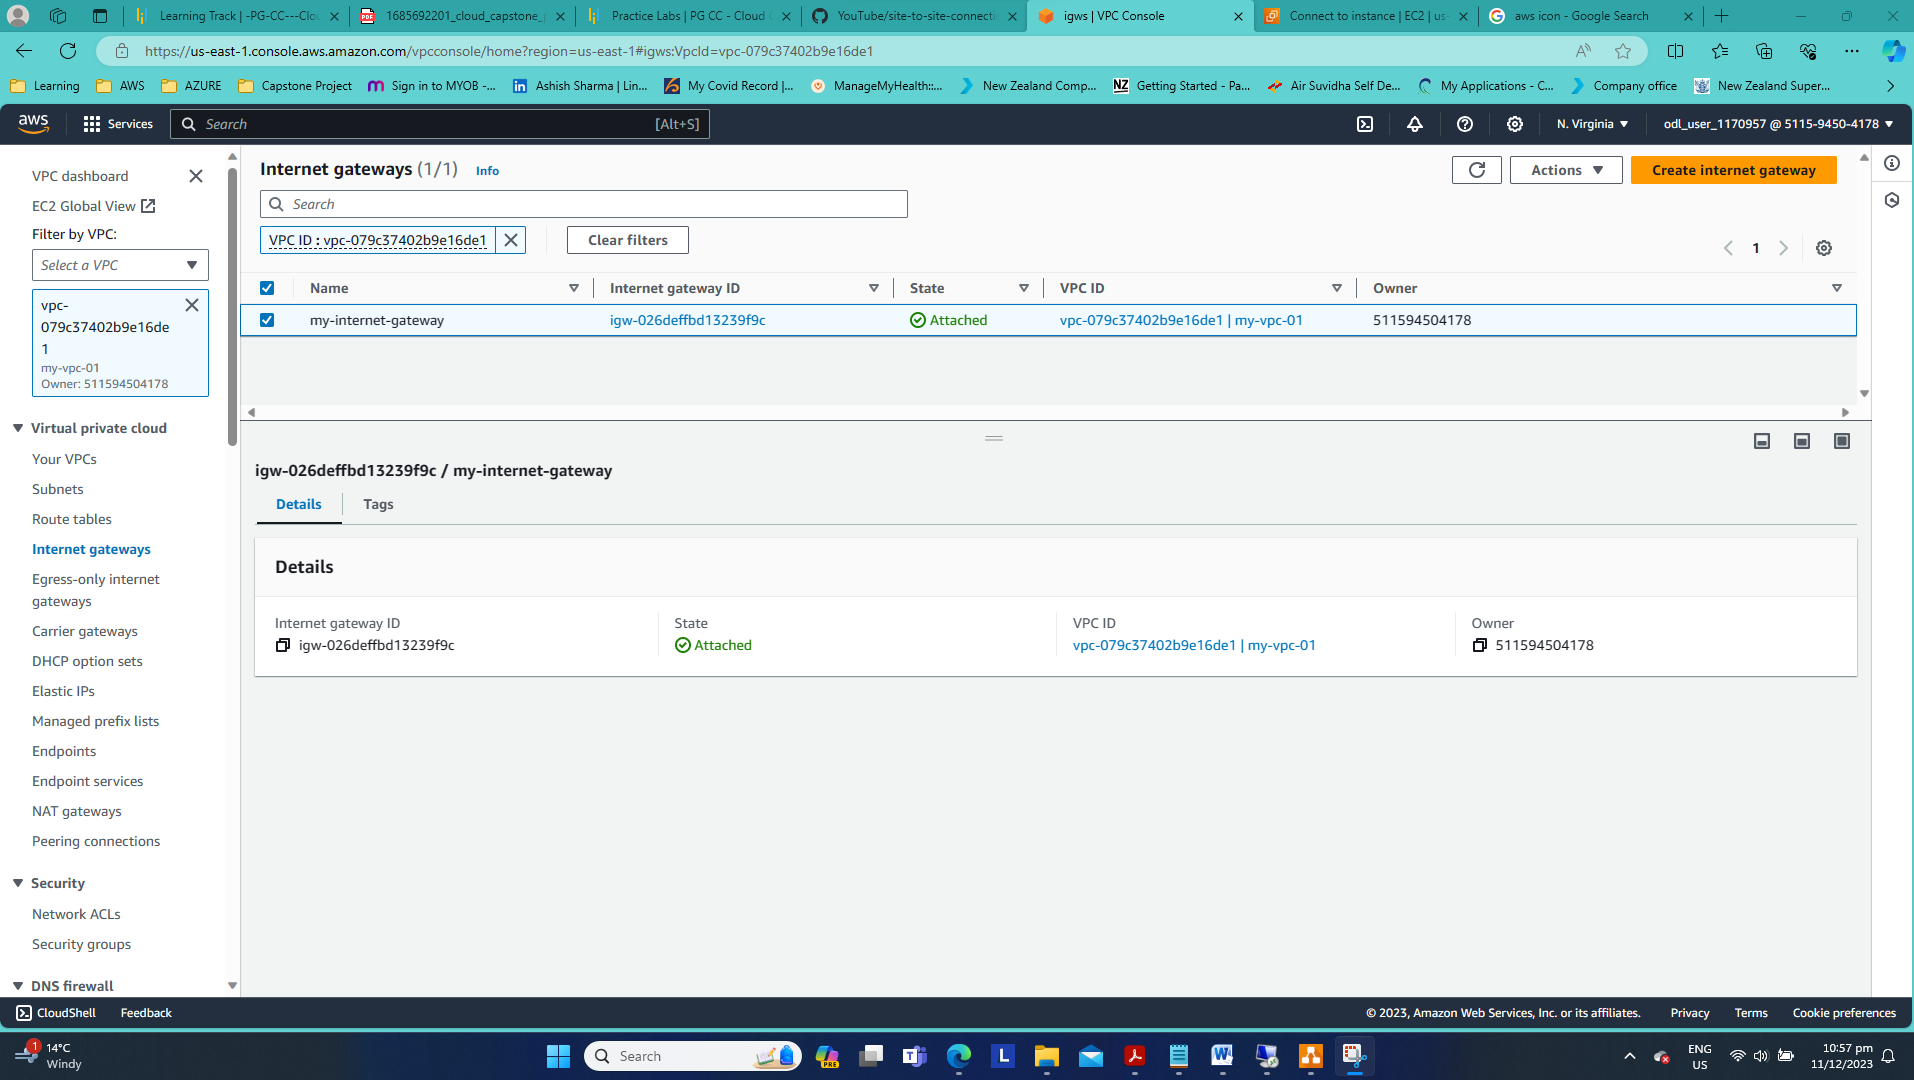 Learning Track | -PG-CC---Clou
1685692201_cloud_capstone_p
Practice Labs | PG CC - Cloud C
YouTube/site-to-site-connecti
igws | VPC Console
Connect to instance | EC2 | us-
aws icon - Google Search
https://us-east-1.console.aws.amazon.com/vpcconsole/home?region=us-east-1#igws:VpcId=vpc-079c37402b9e16de1
Learning
AWS
AZURE
Capstone Project
Sign in to MYOB -...
Ashish Sharma | Lin...
My Covid Record |...
ManageMyHealth:...
New Zealand Comp...
NZ
Getting Started - Pa...
Air Suvidha Self De...
My Applications - C...
Company office
New Zealand Super...
aws
Services
Search
[Alt+S]
N. Virginia
odl_user_1170957 @ 5115-9450-4178
VPC dashboard
EC2 Global View
Filter by VPC:
Select a VPC
vpc-
079c37402b9e16de
1
my-vpc-01
Owner: 511594504178
Virtual private cloud
Your VPCs
Subnets
Route tables
Internet gateways
Egress-only internet
gateways
Carrier gateways
DHCP option sets
Elastic IPs
Managed prefix lists
Endpoints
Endpoint services
NAT gateways
Peering connections
Security
Network ACLs
Security groups
DNS firewall
Internet gateways (1/1)
Info
Actions
Create internet gateway
Search
VPC ID : vpc-079c37402b9e16de1
Clear filters
1
Name
Internet gateway ID
State
VPC ID
Owner
my-internet-gateway
igw-026deffbd13239f9c
Attached
vpc-079c37402b9e16de1 | my-vpc-01
511594504178
igw-026deffbd13239f9c / my-internet-gateway
Details
Tags
Details
Internet gateway ID
igw-026deffbd13239f9c
State
Attached
VPC ID
vpc-079c37402b9e16de1 | my-vpc-01
Owner
511594504178
CloudShell
Feedback
© 2023, Amazon Web Services, Inc. or its affiliates.
Privacy
Terms
Cookie preferences
1
14°C
Windy
Search
PRE
L
ENG
US
10:57 pm
11/12/2023